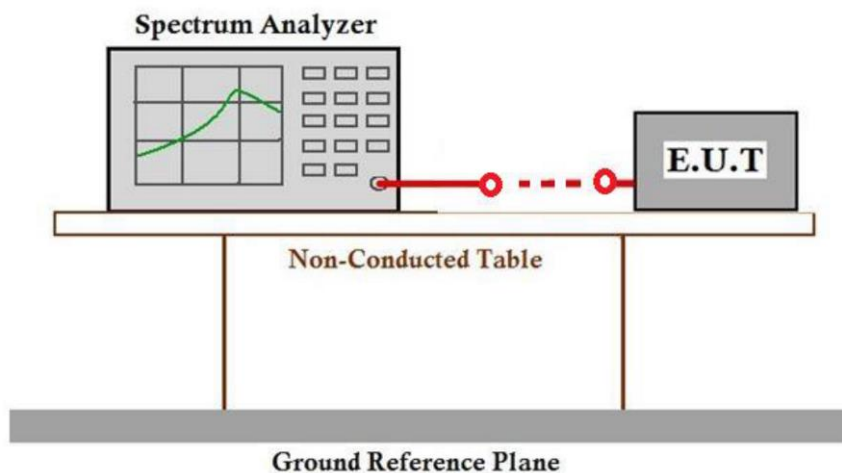 Spectrum Analyzer
E.U.T
Non-Conducted Table
Ground Reference Plane